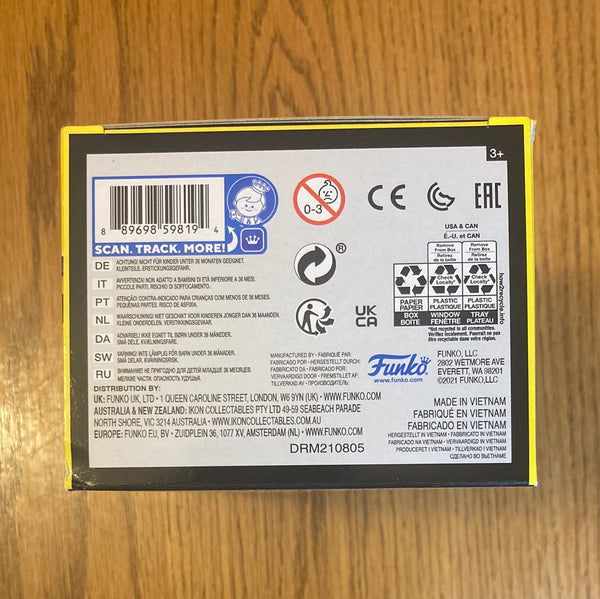 3+
8 89698 59819 4
SCAN. TRACK. MORE!
0-3
CE
EAC
USA & CAN
É.-U. et CAN
Remove From Box
Retirez de la boîte
Remove From Box
Retirez de la boîte
Check Locally*
Check Locally*
PAPER
PAPIER
BOX
BOÎTE
PLASTIC
PLASTIQUE
WINDOW
FENÊTRE
PLASTIC
PLASTIQUE
TRAY
PLATEAU
*Not recycled in all communities.
how2recycle.info
®
UK
CA
DE ACHTUNG! NICHT FÜR KINDER UNTER 36 MONATEN GEEIGNET.
KLEINTEILE. ERSTICKUNGSGEFAHR.
IT AVVERTENZA! NON ADATTO A BAMBINI DI ETÀ INFERIORE A 36 MESI.
PICCOLE PARTI. RISCHIO DI SOFFOCAMENTO.
PT ATENÇÃO! CONTRA-INDICADO PARA CRIANÇAS COM MENOS DE 36 MESES.
PEQUENAS PARTES. RISCO DE ASFIXIA.
NL WAARSCHUWING! NIET GESCHIKT VOOR KINDEREN JONGER DAN 36 MAANDEN.
KLEINE ONDERDELEN. VERSTIKKINGSGEVAAR.
DA ADVARSEL! IKKE EGNET TIL BØRN UNDER 36 MÅNEDER.
SMÅ DELE. KVÆLNINGSFARE.
SW VARNING! INTE LÄMPLIG FÖR BARN UNDER 36 MÅNADER.
SMÅ DELAR. KVÄVNINGSRISK.
RU ВНИМАНИЕ! НЕ ПРИГОДНО ДЛЯ ДЕТЕЙ МЛАДШЕ 36 МЕСЯЦЕВ.
МЕЛКИЕ ЧАСТИ. ОПАСНОСТЬ УДУШЬЯ.
MANUFACTURED BY · FABRIQUÉ PAR:
FABRICADO POR · HERGESTELLT DURCH:
FABBRICATO DA · FABRICADO POR:
VERVAARDIGD DOOR · FREMSTILLET AF:
TILLVERKAD AV · ПРОИЗВОДИТЕЛЬ:
Funko
www.Funko.com
FUNKO, LLC
2802 WETMORE AVE
EVERETT, WA 98201
©2021 FUNKO,LLC
DISTRIBUTED BY:
UK: FUNKO UK, LTD · 1 QUEEN CAROLINE STREET, LONDON, W6 9YN (UK) · WWW.FUNKO.COM
AUSTRALIA & NEW ZEALAND: IKON COLLECTABLES PTY LTD 49-59 SEABEACH PARADE
NORTH SHORE, VIC 3214 AUSTRALIA · WWW.IKONCOLLECTABLES.COM.AU
EUROPE: FUNKO EU, BV · ZUIDPLEIN 36, 1077 XV, AMSTERDAM (NL) · WWW.FUNKO.COM
DRM210805
MADE IN VIETNAM
FABRIQUÉ EN VIETNAM
FABRICADO EN VIETNAM
HERGESTELLT IN VIETNAM · FABBRICATO IN VIETNAM
FABRICADO NA VIETNAM · VERVAARDIGD IN VIETNAM
PRODUCERET I VIETNAM · TILLVERKAD I VIETNAM
СДЕЛАНО ВО ВЬЕТНАМЕ